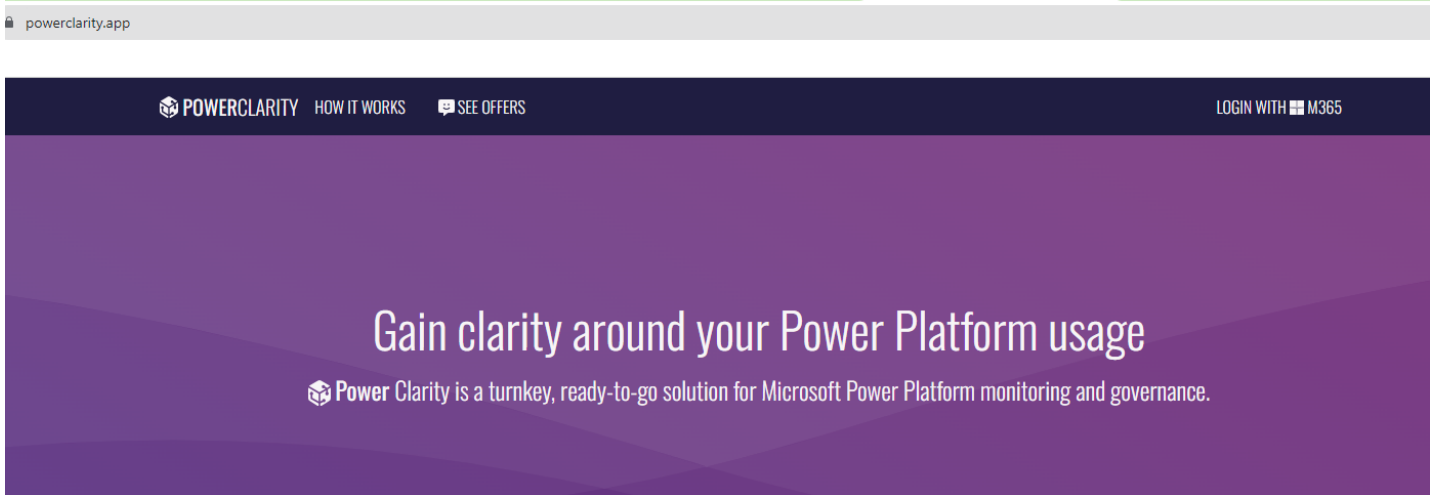 powerclarity.app
POWERCLARITY HOW IT WORKS SEE OFFERS LOGIN WITH M365
Gain clarity around your Power Platform usage
Power Clarity is a turnkey, ready-to-go solution for Microsoft Power Platform monitoring and governance.